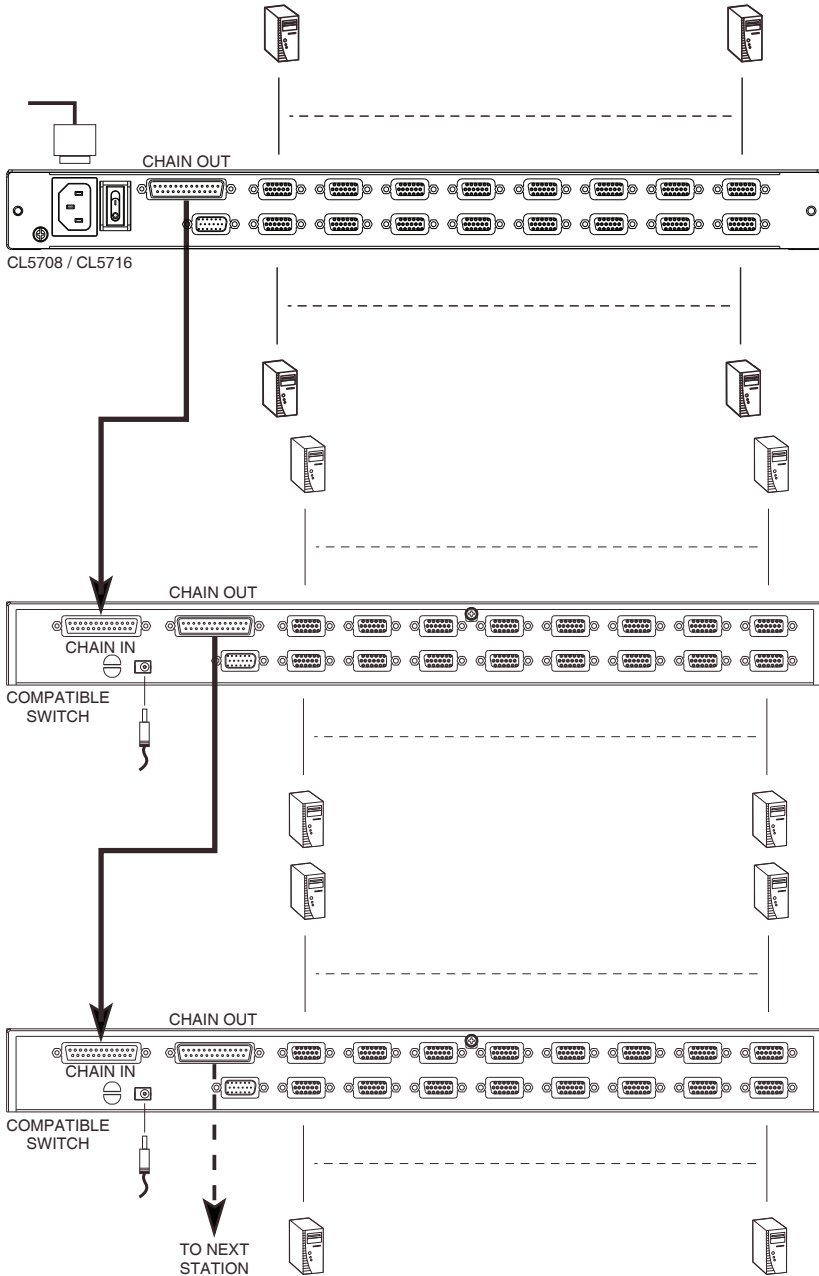 CHAIN OUT
CL5708 / CL5716
CHAIN OUT
CHAIN IN
COMPATIBLE
SWITCH
CHAIN OUT
CHAIN IN
COMPATIBLE
SWITCH
TO NEXT
STATION